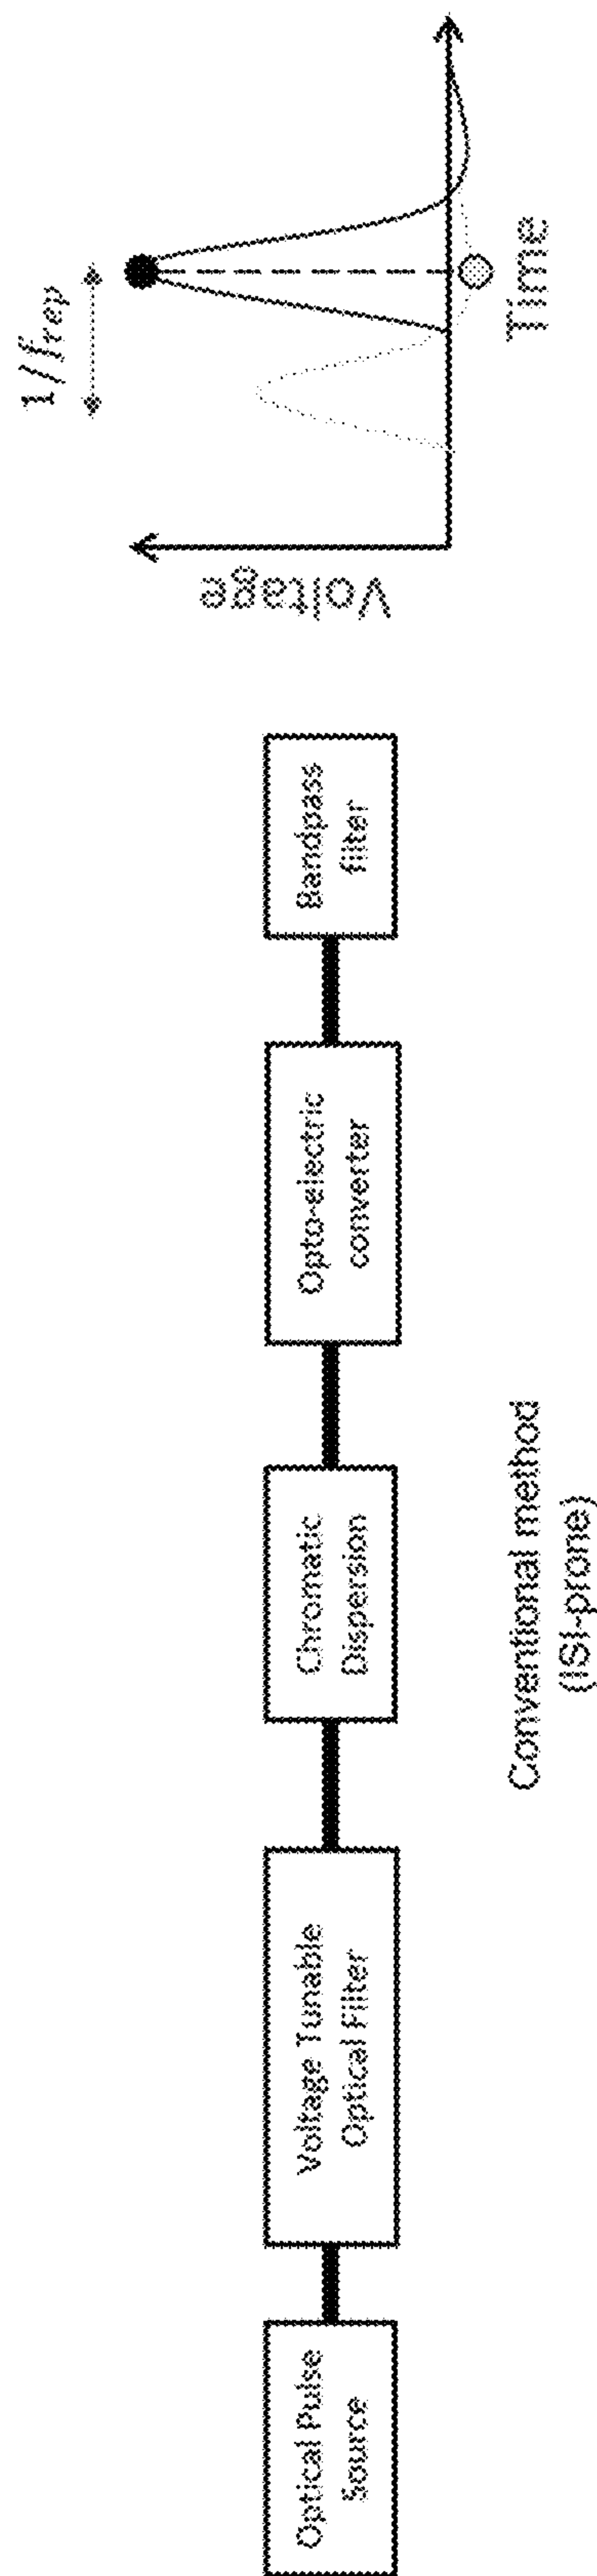 Optical Pulse
Source
Voltage Tunable
Optical Filter
Chromatic
Dispersion
Opto-electric
converter
Bandpass
filter
Conventional method
(ISI-prone)
Voltage
1/f_rep
Time